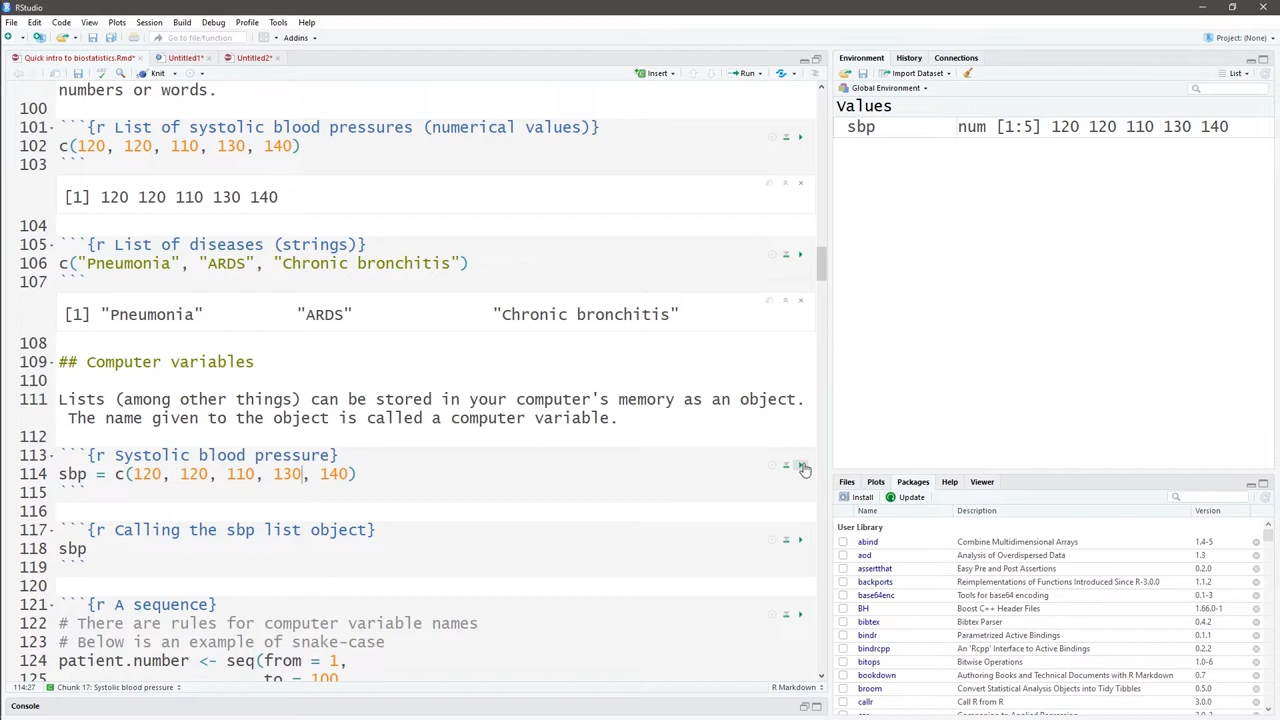 RStudio
File Edit Code View Plots Session Build Debug Profile Tools Help
Go to file/function Addins Project: (None)
Quick intro to biostatistics.Rmd* Untitled1* Untitled2*
Knit Insert Run
numbers or words.
100
101 ```{r List of systolic blood pressures (numerical values)}
102 c(120, 120, 110, 130, 140)
103 ```
[1] 120 120 110 130 140
104
105 ```{r List of diseases (strings)}
106 c("Pneumonia", "ARDS", "Chronic bronchitis")
107 ```
[1] "Pneumonia" "ARDS" "Chronic bronchitis"
108
109 ## Computer variables
110
111 Lists (among other things) can be stored in your computer's memory as an object.
The name given to the object is called a computer variable.
112
113 ```{r Systolic blood pressure}
114 sbp = c(120, 120, 110, 130, 140)
115 ```
116
117 ```{r Calling the sbp list object}
118 sbp
119 ```
120
121 ```{r A sequence}
122 # There are rules for computer variable names
123 # Below is an example of snake-case
124 patient.number <- seq(from = 1,
125 to = 100
114:27 Chunk 17: Systolic blood pressure R Markdown
Console
Environment History Connections
Import Dataset List
Global Environment
Values
sbp num [1:5] 120 120 110 130 140
Files Plots Packages Help Viewer
Install Update
Name Description Version
User Library
abind Combine Multidimensional Arrays 1.4-5
aod Analysis of Overdispersed Data 1.3
assertthat Easy Pre and Post Assertions 0.2.0
backports Reimplementations of Functions Introduced Since R-3.0.0 1.1.2
base64enc Tools for base64 encoding 0.1-3
BH Boost C++ Header Files 1.66.0-1
bibtex Bibtex Parser 0.4.2
bindr Parametrized Active Bindings 0.1.1
bindrcpp An 'Rcpp' Interface to Active Bindings 0.2.2
bitops Bitwise Operations 1.0-6
bookdown Authoring Books and Technical Documents with R Markdown 0.7
broom Convert Statistical Analysis Objects into Tidy Tibbles 0.5.0
callr Call R from R 3.0.0